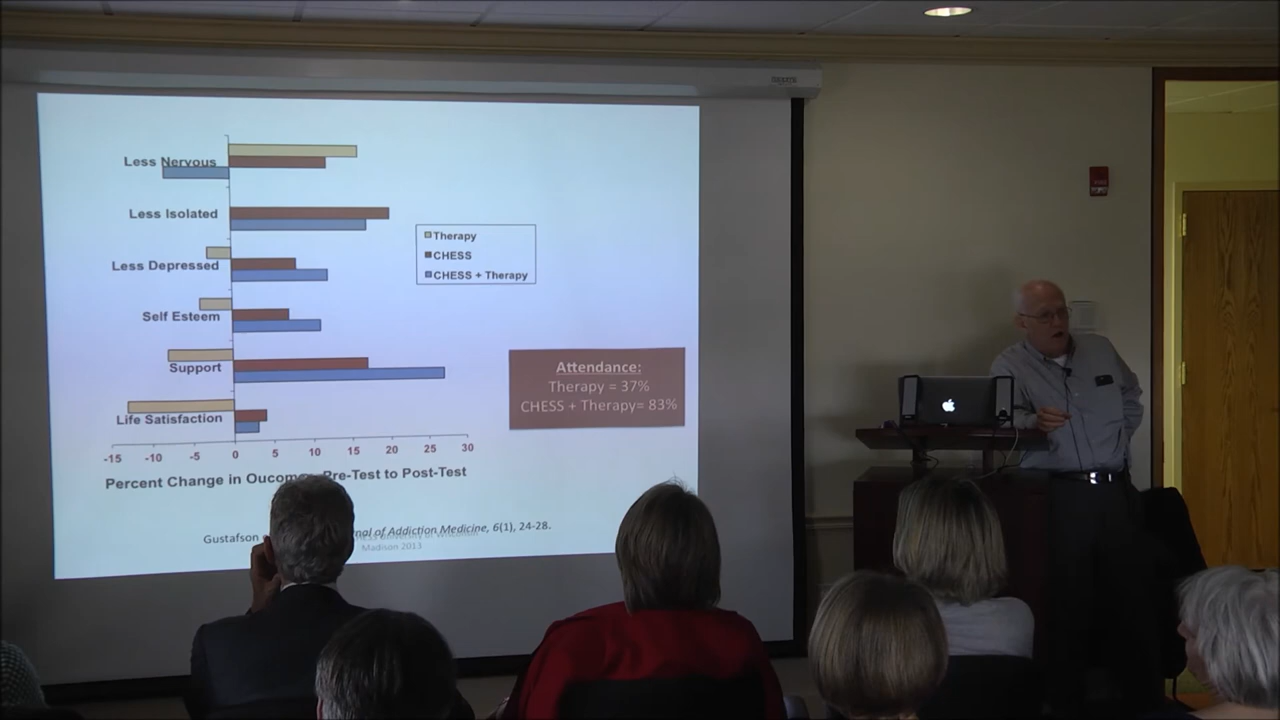 Less Nervous
Less Isolated
Less Depressed
Self Esteem
Support
Life Satisfaction
Therapy
CHESS
CHESS + Therapy
Attendance:
Therapy = 37%
CHESS + Therapy= 83%
-15 -10 -5 0 5 10 15 20 25 30
Percent Change in Pre-Test to Post-Test
Gustafson of Addiction Medicine, 6(1), 24-28.
Madison 2013